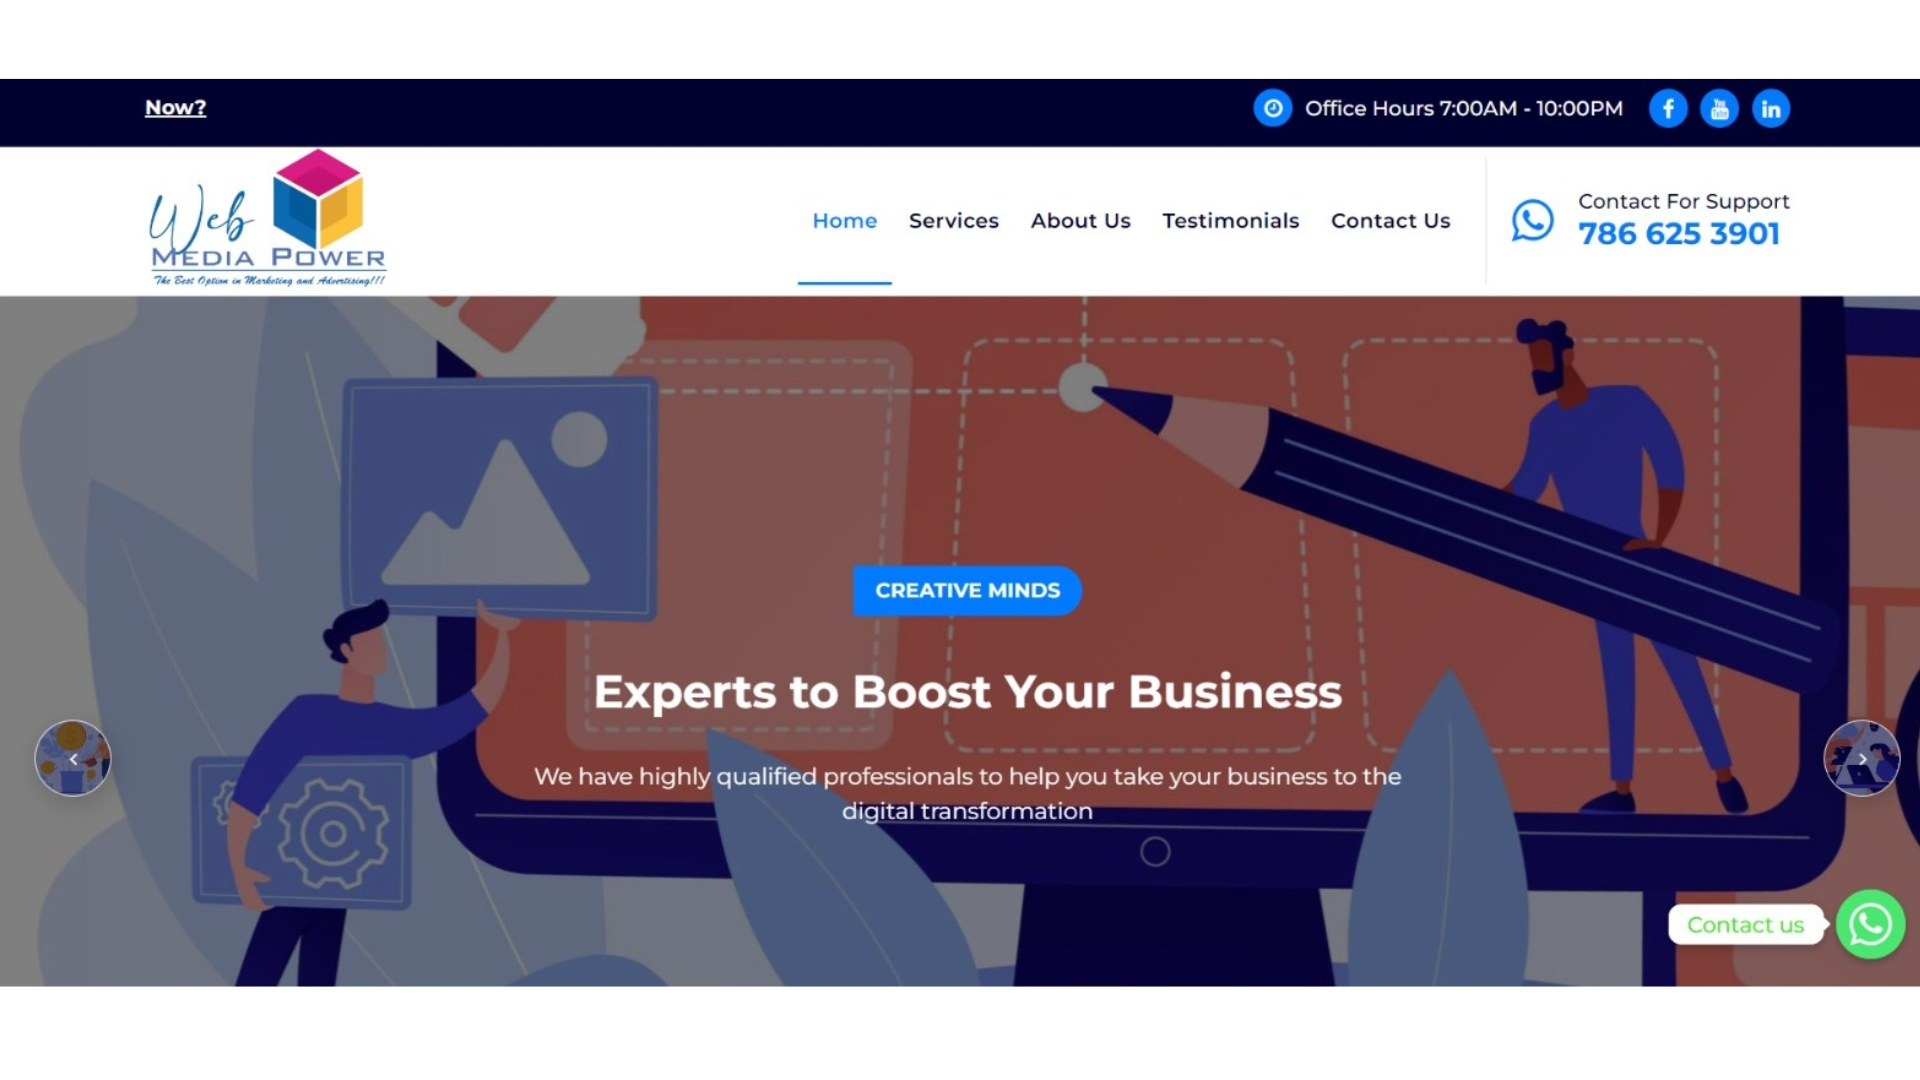 Now?
Office Hours 7:00AM - 10:00PM
Web
MEDIA POWER
The Best Option in Marketing and Advertising!!!
Home
Services
About Us
Testimonials
Contact Us
Contact For Support
786 625 3901
CREATIVE MINDS
Experts to Boost Your Business
We have highly qualified professionals to help you take your business to the
digital transformation
Contact us